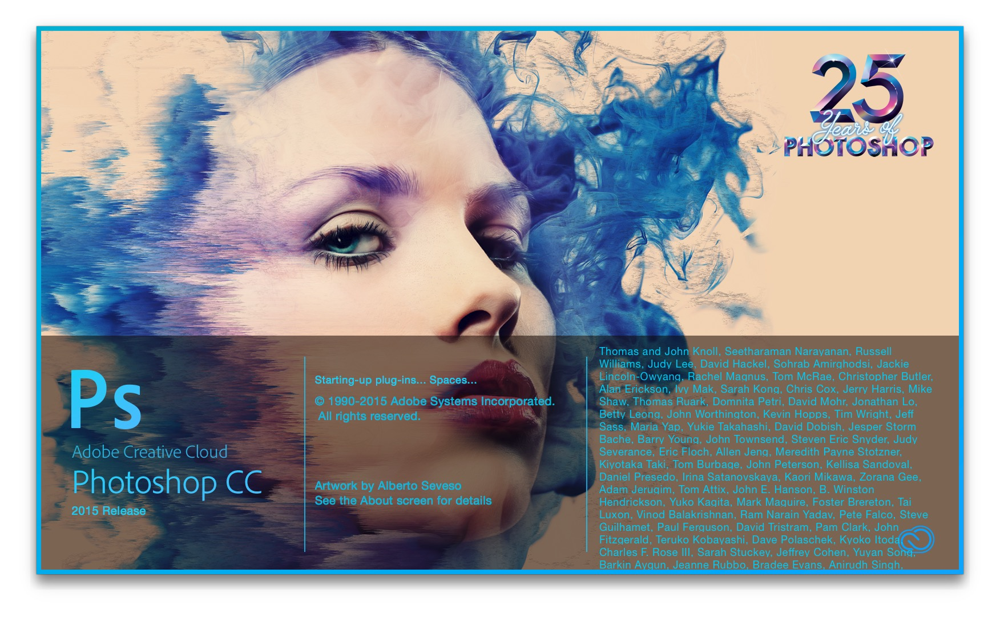 25
Years of
PHOTOSHOP
Ps
Adobe Creative Cloud
Photoshop CC
2015 Release
Starting-up plug-ins... Spaces...
© 1990-2015 Adobe Systems Incorporated.
All rights reserved.
Artwork by Alberto Seveso
See the About screen for details
Thomas and John Knoll, Seetharaman Narayanan, Russell
Williams, Judy Lee, David Hackel, Sohrab Amirghodsi, Jackie
Lincoln-Owyang, Rachel Magnus, Tom McRae, Christopher Butler,
Alan Erickson, Ivy Mak, Sarah Kong, Chris Cox, Jerry Harris, Mike
Shaw, Thomas Ruark, Domnita Petri, David Mohr, Jonathan Lo,
Betty Leong, John Worthington, Kevin Hopps, Tim Wright, Jeff
Sass, Maria Yap, Yukie Takahashi, David Dobish, Jesper Storm
Bache, Barry Young, John Townsend, Steven Eric Snyder, Judy
Severance, Eric Floch, Allen Jeng, Meredith Payne Stotzner,
Kiyotaka Taki, Tom Burbage, John Peterson, Kellisa Sandoval,
Daniel Presedo, Irina Satanovskaya, Kaori Mikawa, Zorana Gee,
Adam Jerugim, Tom Attix, John E. Hanson, B. Winston
Hendrickson, Yuko Kagita, Mark Maguire, Foster Brereton, Tai
Luxon, Vinod Balakrishnan, Ram Narain Yadav, Pete Falco, Steve
Guilhamet, Paul Ferguson, David Tristram, Pam Clark, John
Fitzgerald, Teruko Kobayashi, Dave Polaschek, Kyoko Itoda,
Charles F. Rose III, Sarah Stuckey, Jeffrey Cohen, Yuyan Song,
Barkin Aygun, Jeanne Rubbo, Bradee Evans, Anirudh Singh,